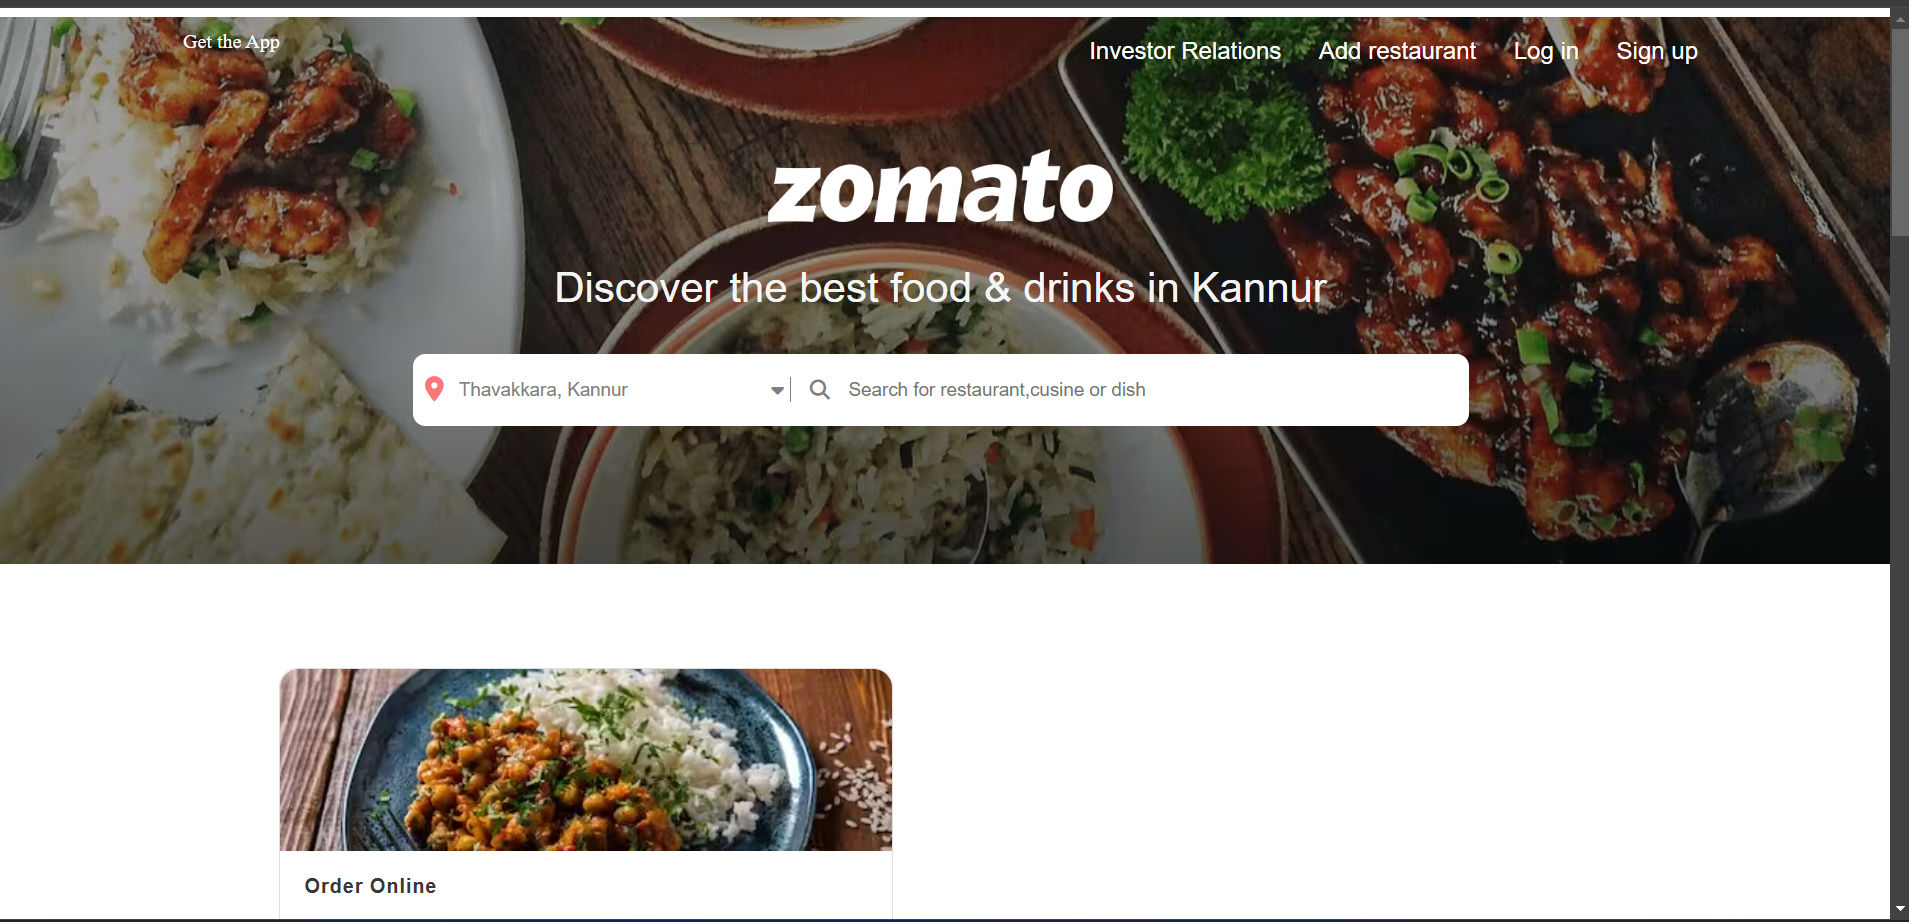 Get the App
Investor Relations Add restaurant Log in Sign up
zomato
Discover the best food & drinks in Kannur
Thavakkara, Kannur
Search for restaurant,cusine or dish
Order Online